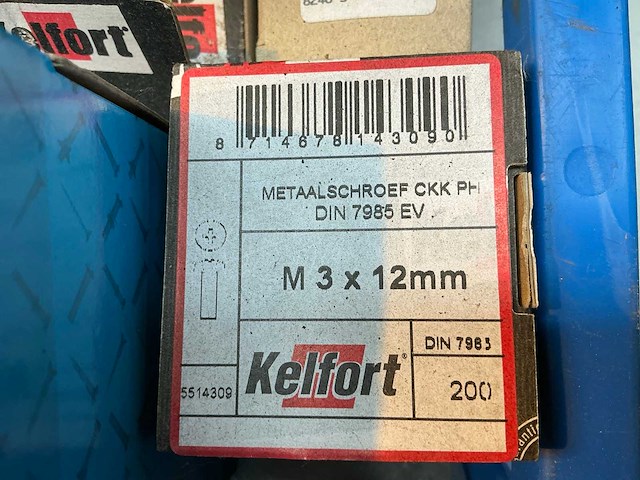 Kelfort
8 714678 143090
METAALSCHROEF CKK PH
DIN 7985 EV
M 3 x 12mm
5514309
Kelfort®
DIN 7985
200